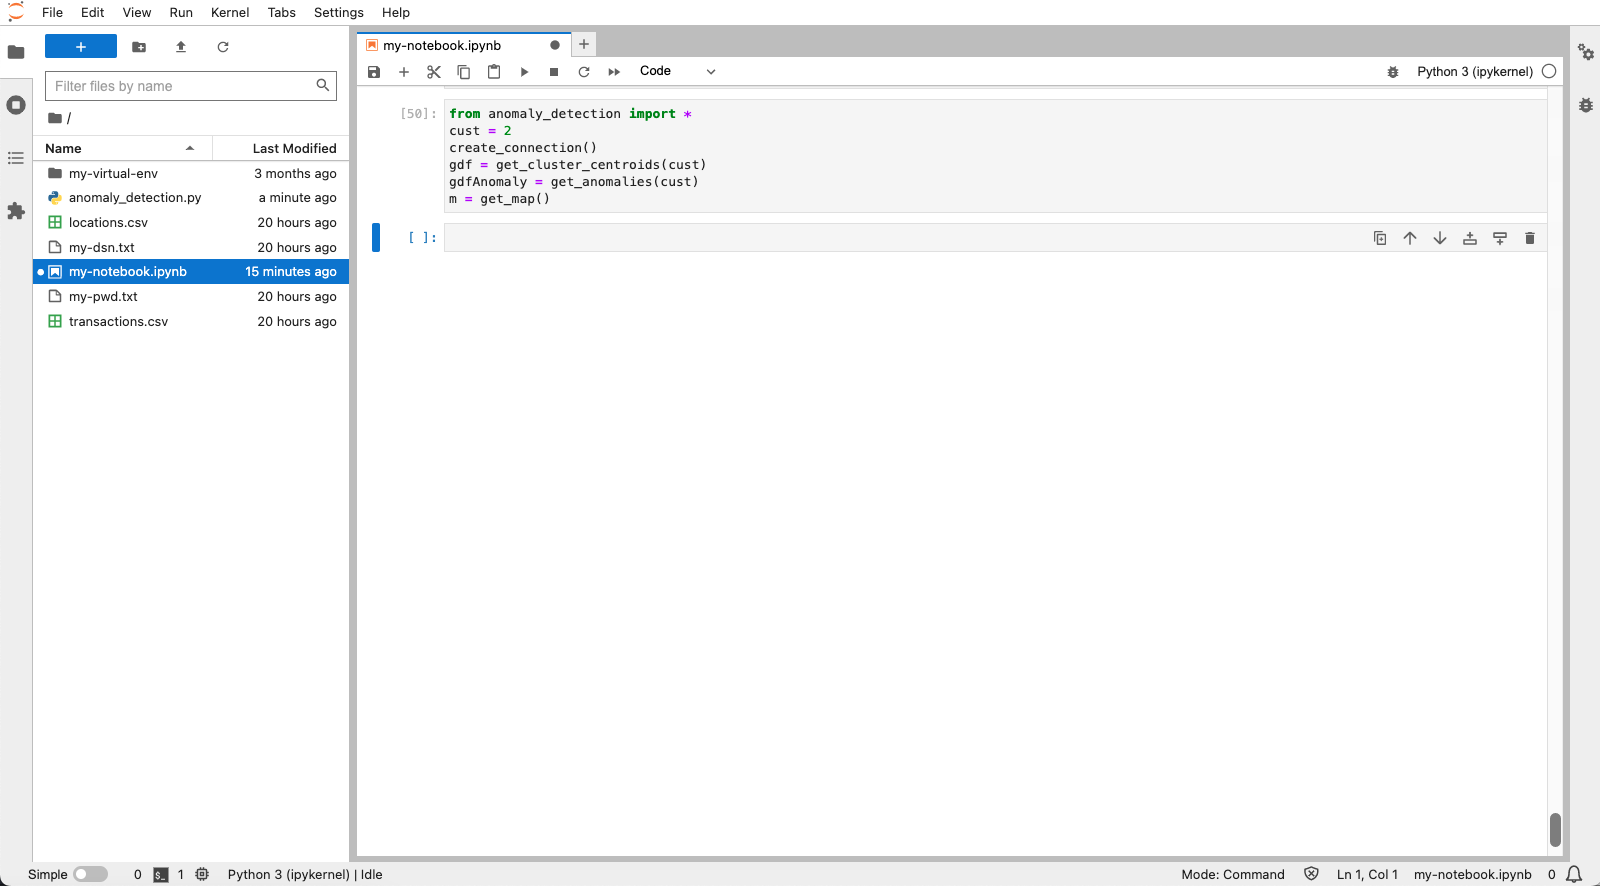 File Edit View Run Kernel Tabs Settings Help
+
Filter files by name
/
Name Last Modified
my-virtual-env 3 months ago
anomaly_detection.py a minute ago
locations.csv 20 hours ago
my-dsn.txt 20 hours ago
my-notebook.ipynb 15 minutes ago
my-pwd.txt 20 hours ago
transactions.csv 20 hours ago
my-notebook.ipynb
Code
Python 3 (ipykernel)
[50]:
from anomaly_detection import *
cust = 2
create_connection()
gdf = get_cluster_centroids(cust)
gdfAnomaly = get_anomalies(cust)
m = get_map()
[ ]:
Simple 0 $_ 1 Python 3 (ipykernel) | Idle
Mode: Command Ln 1, Col 1 my-notebook.ipynb 0